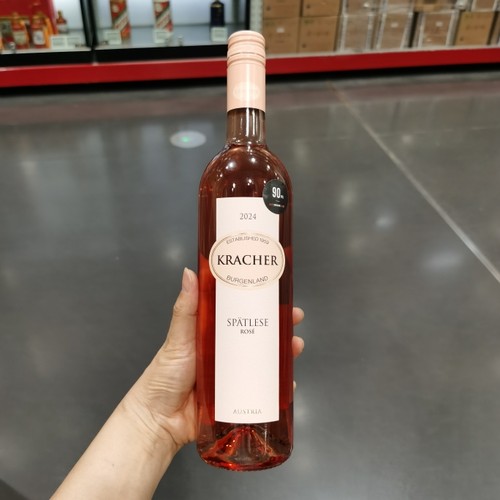 90
2024
ESTABLISHED 1959
KRACHER
BURGENLAND
SPÄTLESE
ROSÉ
AUSTRIA